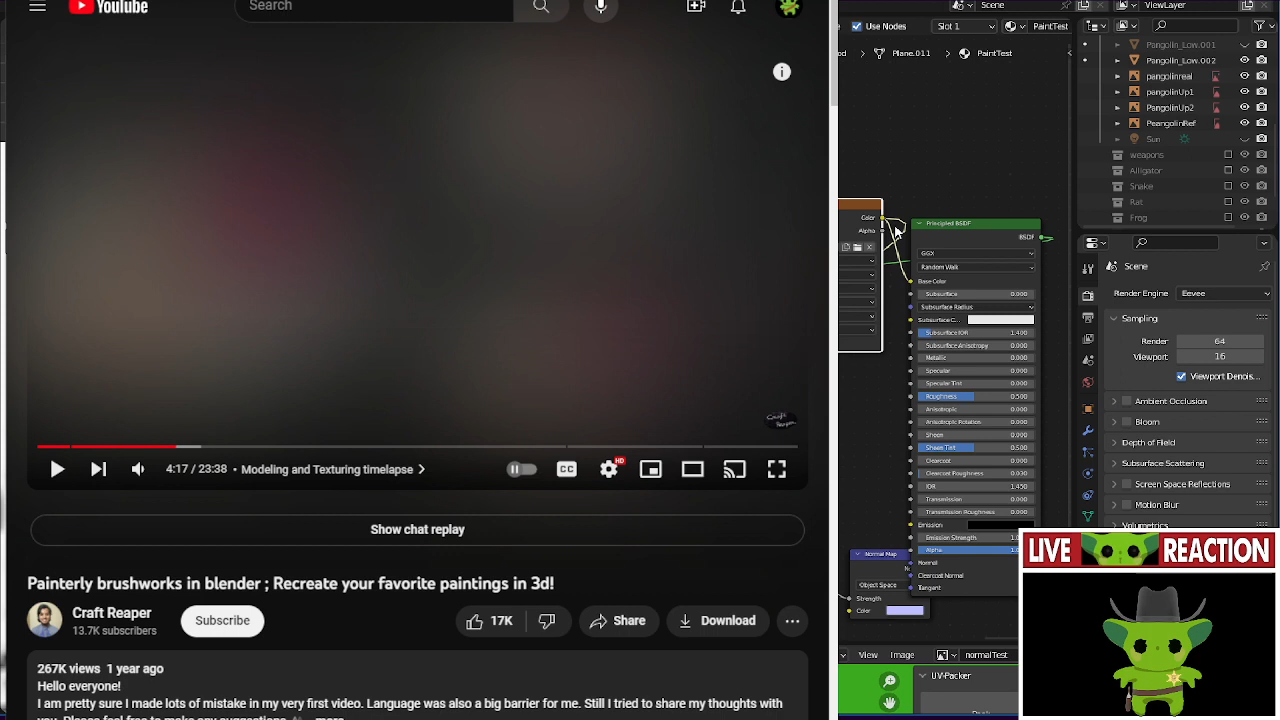 YouTube
Search
Craft Reaper
4:17 / 23:38 • Modeling and Texturing timelapse >
CC
HD
Show chat replay
Painterly brushworks in blender ; Recreate your favorite paintings in 3d!
Craft Reaper
13.7K subscribers
Subscribe
17K
Share
Download
267K views 1 year ago
Hello everyone!
I am pretty sure I made lots of mistake in my very first video. Language was also a big barrier for me. Still I tried to share my thoughts with
Use Nodes
Slot 1
PaintTest
Plane.011
PaintTest
Color
Alpha
Principled BSDF
BSDF
GGX
Random Walk
Base Color
Subsurface 0.000
Subsurface Radius
Subsurface C...
Subsurface IOR 1.400
Subsurface Anisotropy 0.000
Metallic 0.000
Specular 0.000
Specular Tint 0.000
Roughness 0.500
Anisotropic 0.000
Anisotropic Rotation 0.000
Sheen 0.000
Sheen Tint 0.500
Clearcoat 0.000
Clearcoat Roughness 0.030
IOR 1.450
Transmission 0.000
Transmission Roughness 0.000
Emission
Emission Strength
Alpha
Normal
Clearcoat Normal
Tangent
Normal Map
Object Space
Strength
Color
View
Image
normalTest
UV-Packer
Scene
ViewLayer
Pangolin_Low.001
Pangolin_Low.002
pangolinreal
PangolinUp1
PangolinUp2
PeangolinRef
Sun
weapons
Alligator
Snake
Rat
Frog
Scene
Render Engine
Eevee
Sampling
Render 64
Viewport 16
Viewport Denois...
Ambient Occlusion
Bloom
Depth of Field
Subsurface Scattering
Screen Space Reflections
Motion Blur
Volumetrics
LIVE REACTION